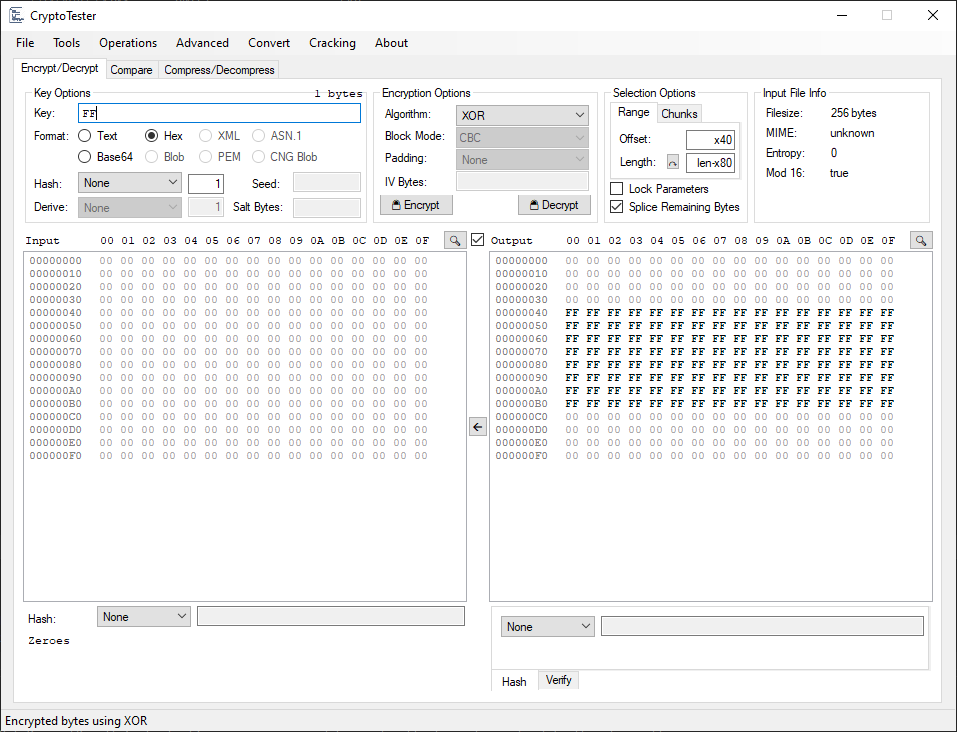 CryptoTester
File Tools Operations Advanced Convert Cracking About
Encrypt/Decrypt Compare Compress/Decompress
Key Options 1 bytes
Key: FF
Format: Text Hex XML ASN.1
Base64 Blob PEM CNG Blob
Hash: None 1 Seed:
Derive: None 1 Salt Bytes:
Encryption Options
Algorithm: XOR
Block Mode: CBC
Padding: None
IV Bytes:
Encrypt Decrypt
Selection Options
Range Chunks
Offset: x40
Length: len-x80
Lock Parameters
Splice Remaining Bytes
Input File Info
Filesize: 256 bytes
MIME: unknown
Entropy: 0
Mod 16: true
Input 00 01 02 03 04 05 06 07 08 09 0A 0B 0C 0D 0E 0F
00000000 00 00 00 00 00 00 00 00 00 00 00 00 00 00 00 00
00000010 00 00 00 00 00 00 00 00 00 00 00 00 00 00 00 00
00000020 00 00 00 00 00 00 00 00 00 00 00 00 00 00 00 00
00000030 00 00 00 00 00 00 00 00 00 00 00 00 00 00 00 00
00000040 00 00 00 00 00 00 00 00 00 00 00 00 00 00 00 00
00000050 00 00 00 00 00 00 00 00 00 00 00 00 00 00 00 00
00000060 00 00 00 00 00 00 00 00 00 00 00 00 00 00 00 00
00000070 00 00 00 00 00 00 00 00 00 00 00 00 00 00 00 00
00000080 00 00 00 00 00 00 00 00 00 00 00 00 00 00 00 00
00000090 00 00 00 00 00 00 00 00 00 00 00 00 00 00 00 00
000000A0 00 00 00 00 00 00 00 00 00 00 00 00 00 00 00 00
000000B0 00 00 00 00 00 00 00 00 00 00 00 00 00 00 00 00
000000C0 00 00 00 00 00 00 00 00 00 00 00 00 00 00 00 00
000000D0 00 00 00 00 00 00 00 00 00 00 00 00 00 00 00 00
000000E0 00 00 00 00 00 00 00 00 00 00 00 00 00 00 00 00
000000F0 00 00 00 00 00 00 00 00 00 00 00 00 00 00 00 00
Hash: None
Zeroes
Output 00 01 02 03 04 05 06 07 08 09 0A 0B 0C 0D 0E 0F
00000000 00 00 00 00 00 00 00 00 00 00 00 00 00 00 00 00
00000010 00 00 00 00 00 00 00 00 00 00 00 00 00 00 00 00
00000020 00 00 00 00 00 00 00 00 00 00 00 00 00 00 00 00
00000030 00 00 00 00 00 00 00 00 00 00 00 00 00 00 00 00
00000040 FF FF FF FF FF FF FF FF FF FF FF FF FF FF FF FF
00000050 FF FF FF FF FF FF FF FF FF FF FF FF FF FF FF FF
00000060 FF FF FF FF FF FF FF FF FF FF FF FF FF FF FF FF
00000070 FF FF FF FF FF FF FF FF FF FF FF FF FF FF FF FF
00000080 FF FF FF FF FF FF FF FF FF FF FF FF FF FF FF FF
00000090 FF FF FF FF FF FF FF FF FF FF FF FF FF FF FF FF
000000A0 FF FF FF FF FF FF FF FF FF FF FF FF FF FF FF FF
000000B0 FF FF FF FF FF FF FF FF FF FF FF FF FF FF FF FF
000000C0 00 00 00 00 00 00 00 00 00 00 00 00 00 00 00 00
000000D0 00 00 00 00 00 00 00 00 00 00 00 00 00 00 00 00
000000E0 00 00 00 00 00 00 00 00 00 00 00 00 00 00 00 00
000000F0 00 00 00 00 00 00 00 00 00 00 00 00 00 00 00 00
None
Hash Verify
Encrypted bytes using XOR